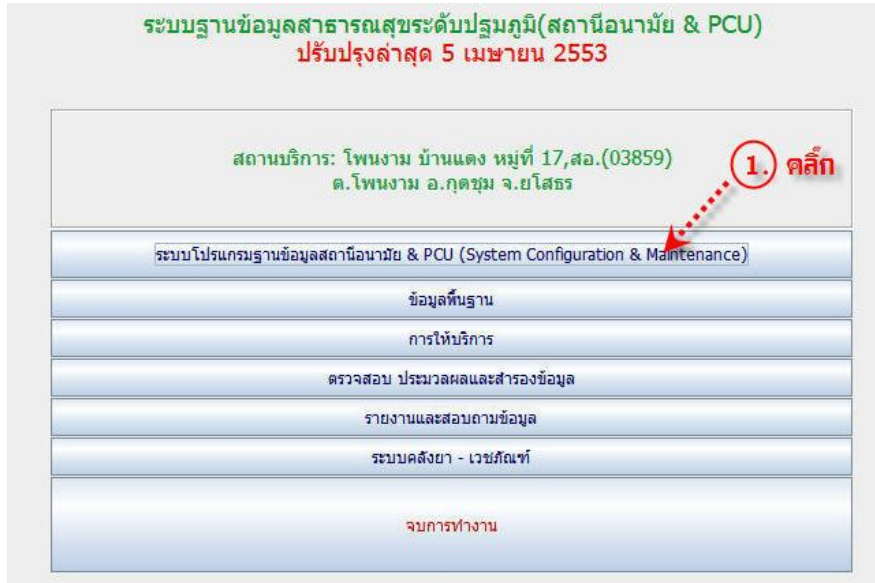 ระบบฐานข้อมูลสาธารณสุขระดับปฐมภูมิ(สถานีอนามัย & PCU)
ปรับปรุงล่าสุด 5 เมษายน 2553
สถานบริการ: โพนงาม บ้านแดง หมู่ที่ 17,สอ.(03859)
ต.โพนงาม อ.กุดชุม จ.ยโสธร
1. คลิ๊ก
ระบบโปรแกรมฐานข้อมูลสถานีอนามัย & PCU (System Configuration & Maintenance)
ข้อมูลพื้นฐาน
การให้บริการ
ตรวจสอบ ประมวลผลและสำรองข้อมูล
รายงานและสอบถามข้อมูล
ระบบคลังยา - เวชภัณฑ์
จบการทำงาน